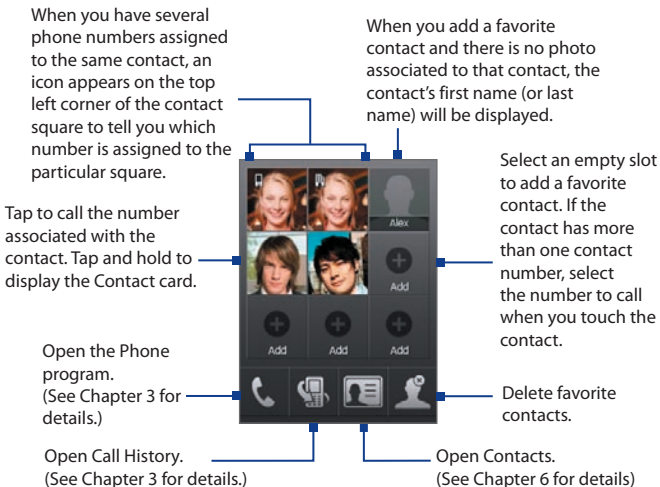 When you have several
phone numbers assigned
to the same contact, an
icon appears on the top
left corner of the contact
square to tell you which
number is assigned to the
particular square.
When you add a favorite
contact and there is no photo
associated to that contact, the
contact's first name (or last
name) will be displayed.
Tap to call the number
associated with the
contact. Tap and hold to
display the Contact card.
Alex
Add
Add
Add
Add
Select an empty slot
to add a favorite
contact. If the
contact has more
than one contact
number, select
the number to call
when you touch the
contact.
Open the Phone
program.
(See Chapter 3 for
details.)
Delete favorite
contacts.
Open Call History.
(See Chapter 3 for details.)
Open Contacts.
(See Chapter 6 for details)